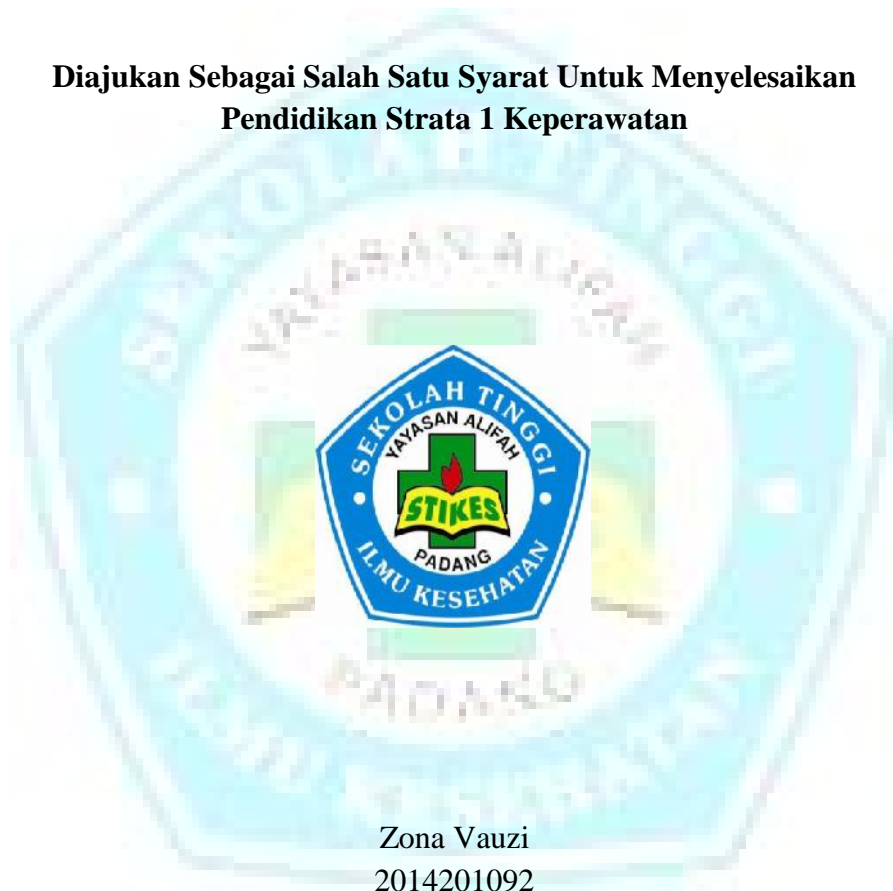 Diajukan Sebagai Salah Satu Syarat Untuk Menyelesaikan
Pendidikan Strata 1 Keperawatan
SEKOLAH TINGGI
YAYASAN ALIFAH
STIKES
PADANG
ILMU KESEHATAN
Zona Vauzi
2014201092